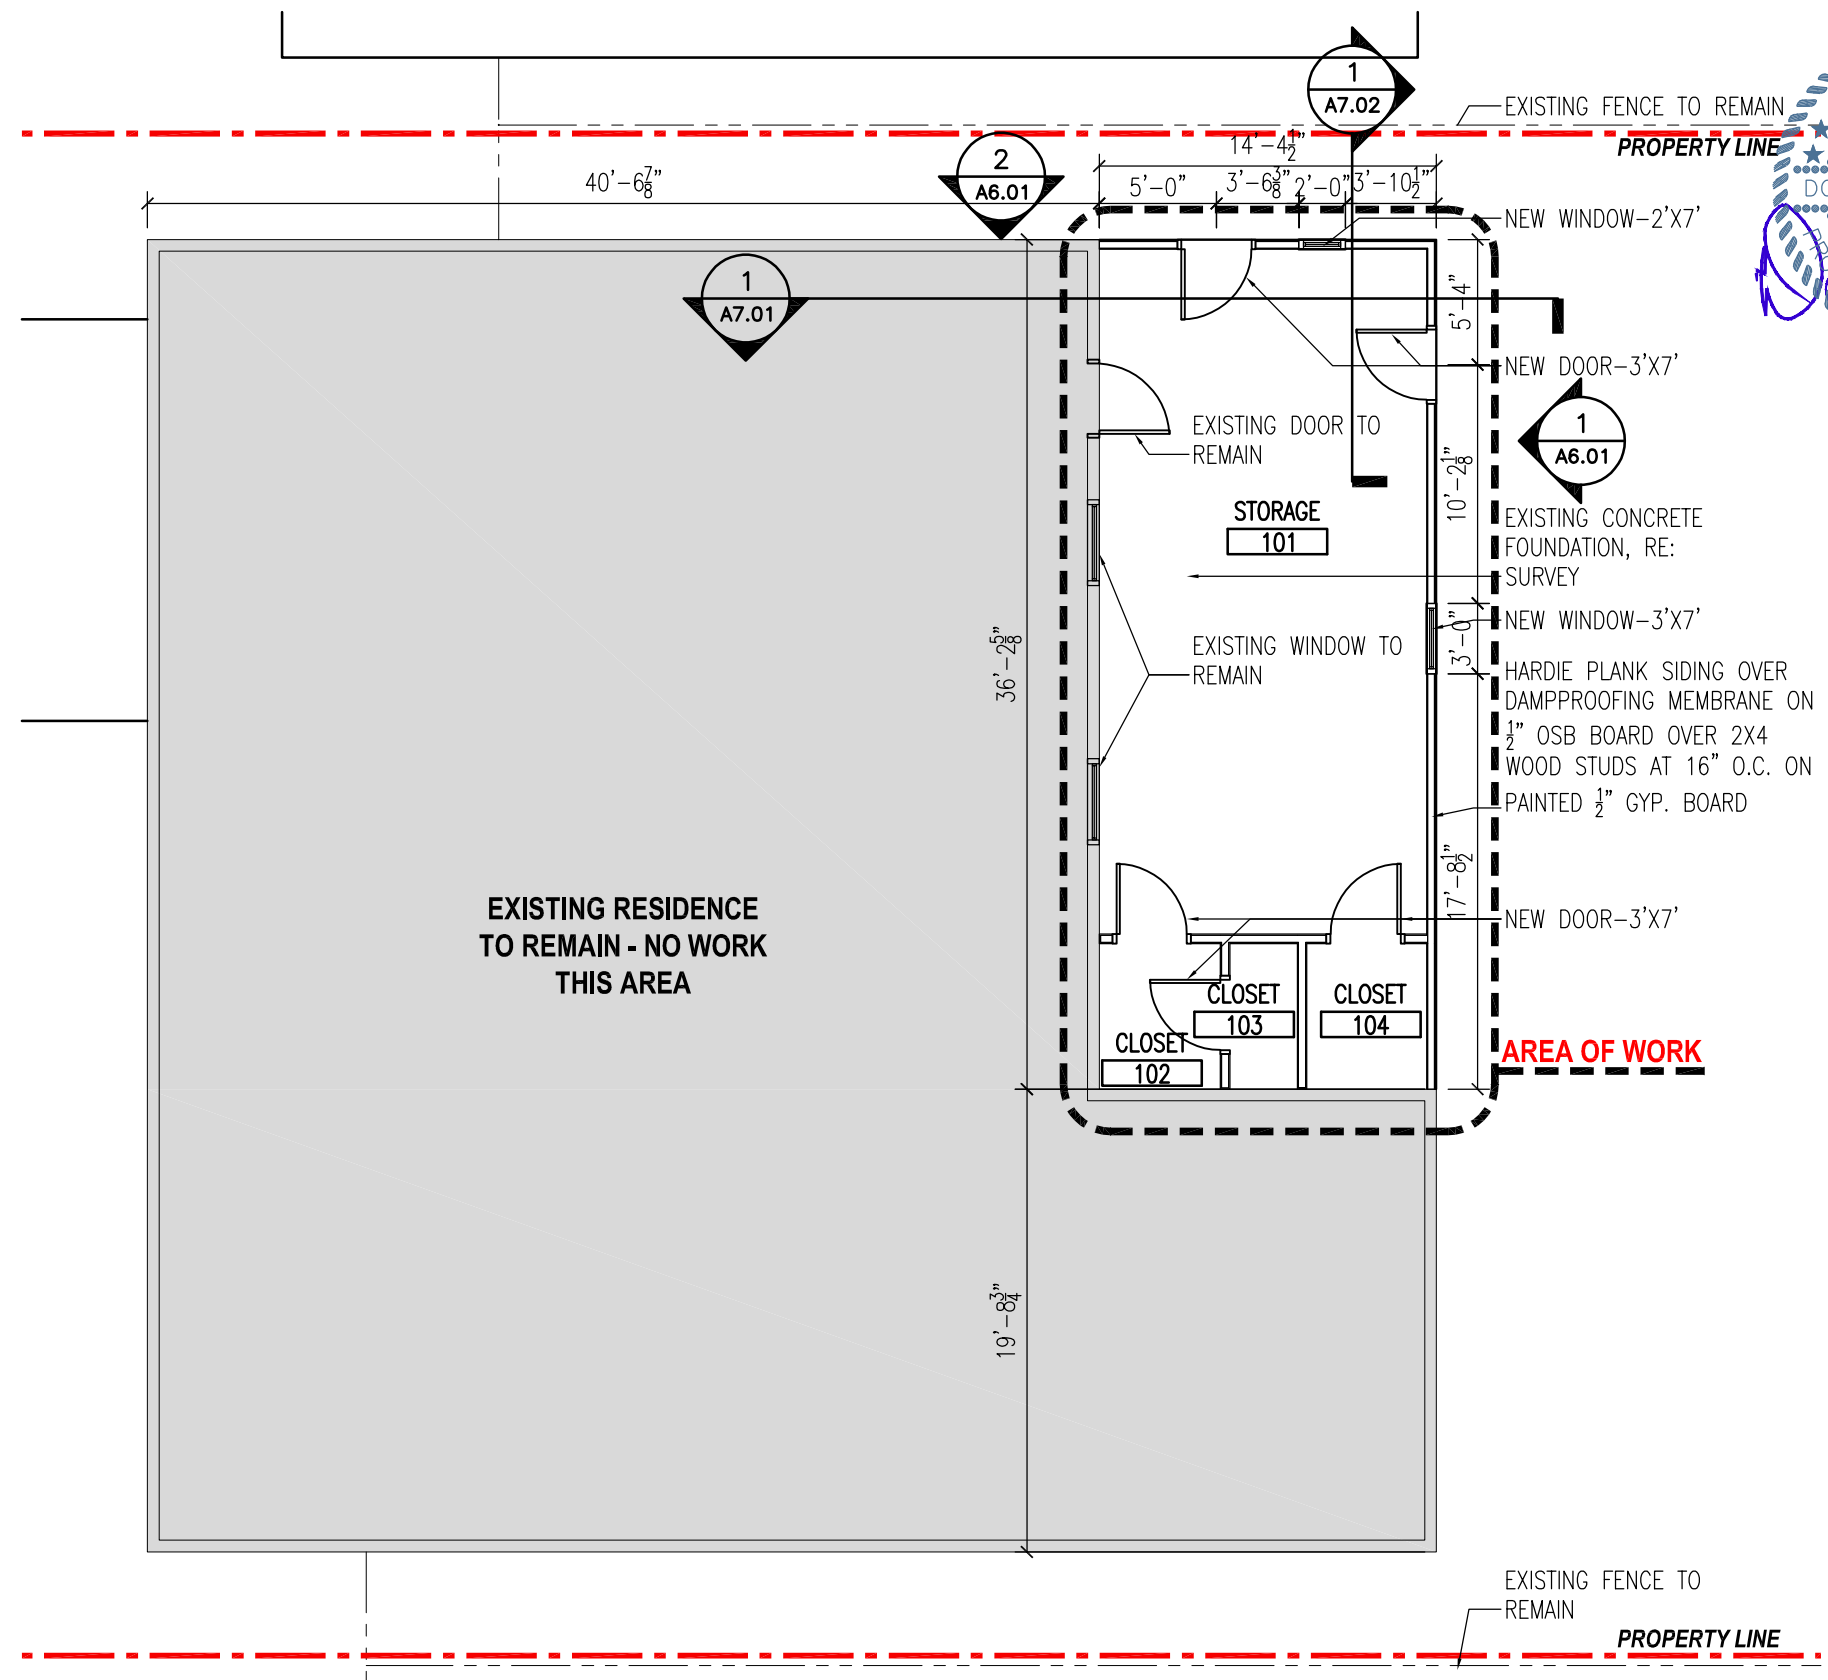 1
A7.02
EXISTING FENCE TO REMAIN
PROPERTY LINE
14'-4½"
2
A6.01
40'-6⅞"
5'-0"
3'-6⅜"
2'-0"
3'-10½"
NEW WINDOW-2'X7'
1
A7.01
5'-4"
NEW DOOR-3'X7'
EXISTING DOOR TO
REMAIN
1
A6.01
10'-2⅛"
STORAGE
101
EXISTING CONCRETE
FOUNDATION, RE:
SURVEY
NEW WINDOW-3'X7'
3'-0"
36'-2⅝"
EXISTING WINDOW TO
REMAIN
HARDIE PLANK SIDING OVER
DAMPPROOFING MEMBRANE ON
½" OSB BOARD OVER 2X4
WOOD STUDS AT 16" O.C. ON
PAINTED ½" GYP. BOARD
17'-8½"
NEW DOOR-3'X7'
EXISTING RESIDENCE
TO REMAIN - NO WORK
THIS AREA
CLOSET
103
CLOSET
104
CLOSET
102
AREA OF WORK
19'-8¾"
EXISTING FENCE TO
REMAIN
PROPERTY LINE